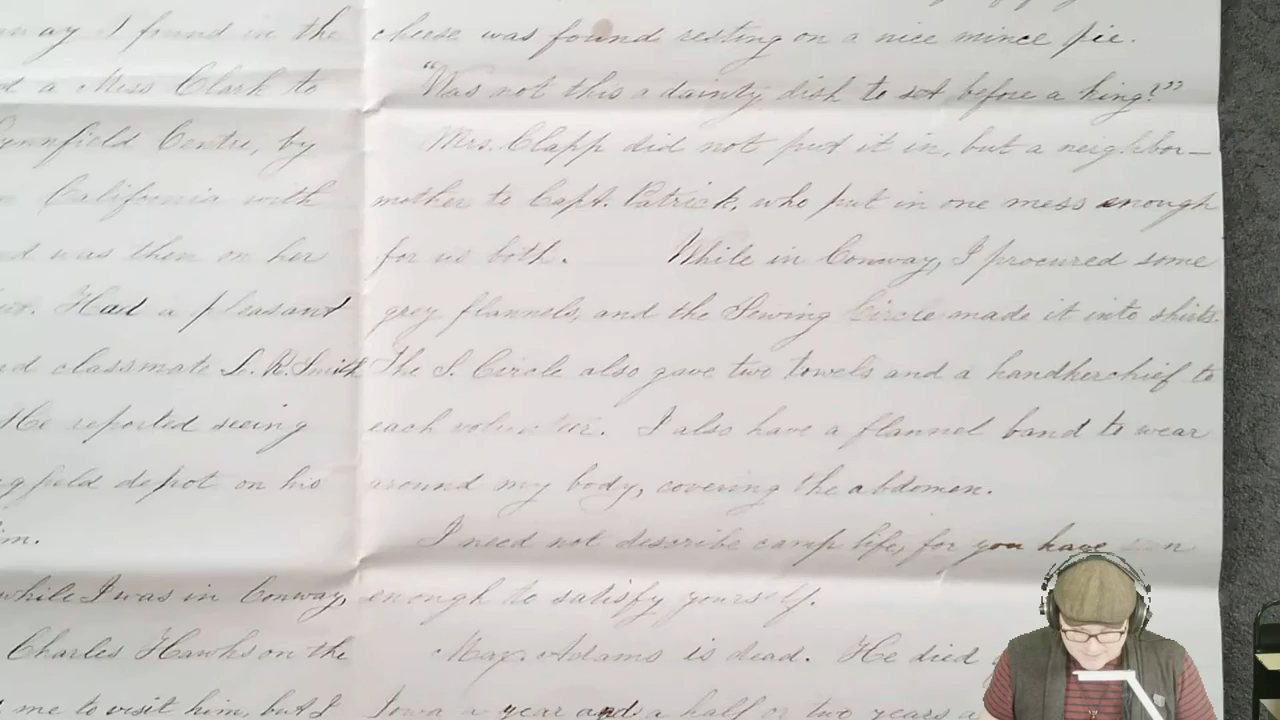 way I found in the
d a Miss Clark to
ynnfield Centre, by
California with
d was then on her
Had a pleasant
d classmate L. R. Smith
He reported seeing
gfield depot on his
im.
while I was in Conway,
Charles Hawks on the
me to visit him, but I
cheese was found resting on a nice mince pie.
"Was not this a dainty dish to set before a king?"
Mrs. Clapp did not put it in, but a neighbor-
mother to Capt. Patrick, who put in one mess enough
for us both. While in Conway, I procured some
grey flannels, and the Sewing Circle made it into shirts.
The S. Circle also gave two towels and a handkerchief to
each volunteer. I also have a flannel band to wear
around my body, covering the abdomen.
I need not describe camp life, for you have seen
enough to satisfy yourself.
May. Adams is dead. He died
Iowa a year and a half or two years a